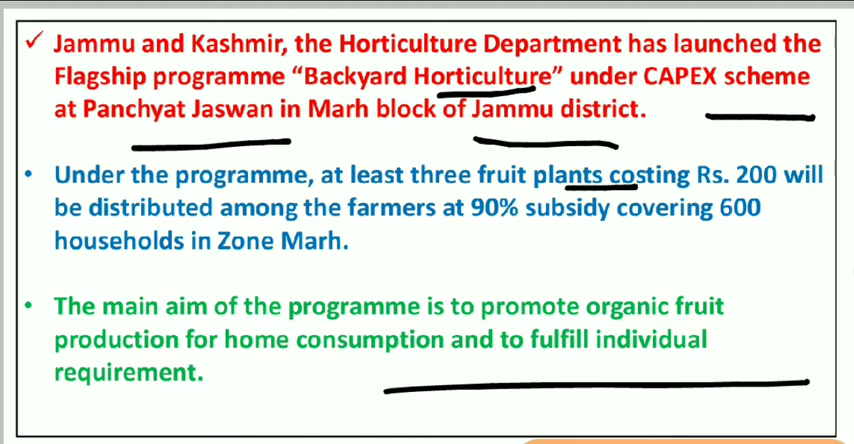 ✓ Jammu and Kashmir, the Horticulture Department has launched the
Flagship programme “Backyard Horticulture” under CAPEX scheme
at Panchyat Jaswan in Marh block of Jammu district.
• Under the programme, at least three fruit plants costing Rs. 200 will
be distributed among the farmers at 90% subsidy covering 600
households in Zone Marh.
• The main aim of the programme is to promote organic fruit
production for home consumption and to fulfill individual
requirement.